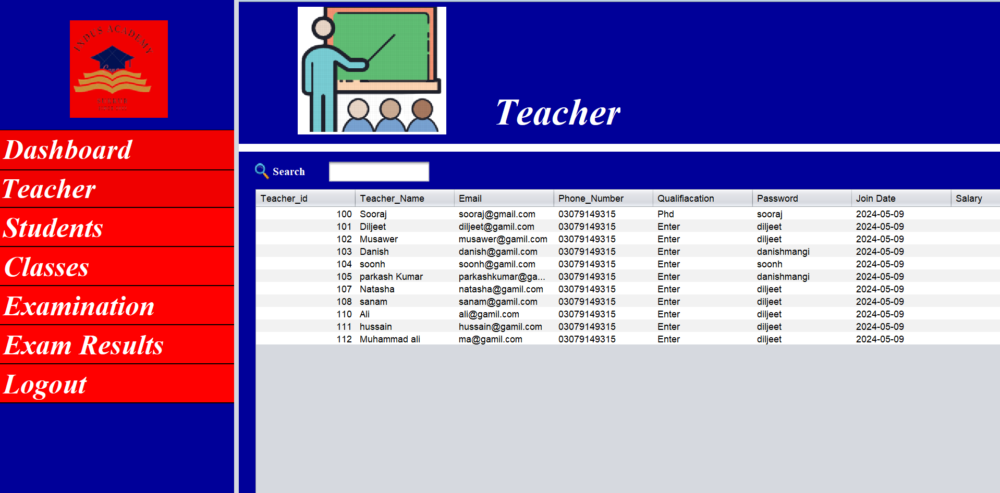 INDUS ACADEMY
Dashboard
Teacher
Students
Classes
Examination
Exam Results
Logout
Teacher
Search
Teacher_id Teacher_Name Email Phone_Number Qualifiacation Password Join Date Salary
100 Sooraj sooraj@gmail.com 03079149315 Phd sooraj 2024-05-09
101 Diljeet diljeet@gamil.com 03079149315 Enter diljeet 2024-05-09
102 Musawer musawer@gamil.com 03079149315 Enter diljeet 2024-05-09
103 Danish danish@gamil.com 03079149315 Enter danishmangi 2024-05-09
104 soonh soonh@gamil.com 03079149315 Enter soonh 2024-05-09
105 parkash Kumar parkashkumar@ga... 03079149315 Enter danishmangi 2024-05-09
107 Natasha natasha@gamil.com 03079149315 Enter diljeet 2024-05-09
108 sanam sanam@gamil.com 03079149315 Enter diljeet 2024-05-09
110 Ali ali@gamil.com 03079149315 Enter diljeet 2024-05-09
111 hussain hussain@gamil.com 03079149315 Enter diljeet 2024-05-09
112 Muhammad ali ma@gamil.com 03079149315 Enter diljeet 2024-05-09